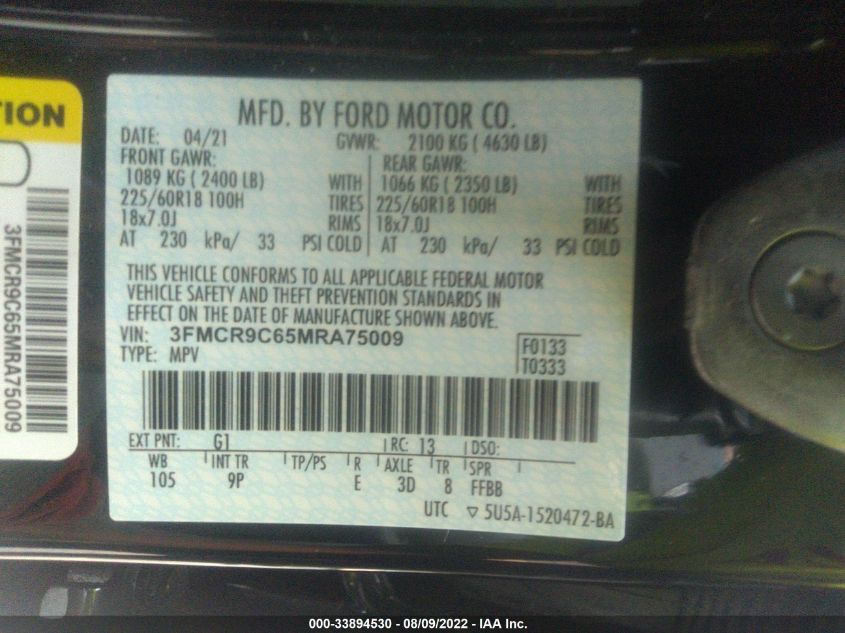 TION
3FMCR9C65MRA75009
MFD. BY FORD MOTOR CO.
DATE: 04/21 GVWR: 2100 KG ( 4630 LB)
FRONT GAWR: REAR GAWR:
1089 KG ( 2400 LB) WITH 1066 KG ( 2350 LB) WITH
225/60R18 100H TIRES 225/60R18 100H TIRES
18x7.0J RIMS 18x7.0J RIMS
AT 230 kPa/ 33 PSI COLD AT 230 kPa/ 33 PSI COLD
THIS VEHICLE CONFORMS TO ALL APPLICABLE FEDERAL MOTOR
VEHICLE SAFETY AND THEFT PREVENTION STANDARDS IN
EFFECT ON THE DATE OF MANUFACTURE SHOWN ABOVE.
VIN: 3FMCR9C65MRA75009
TYPE: MPV
F0133
T0333
EXT PNT: G1 RC: 13 DSO:
WB INT TR TP/PS R AXLE TR SPR
105 9P E 3D 8 FFBB
UTC ▽ 5U5A-1520472-BA
000-33894530 - 08/09/2022 - IAA Inc.